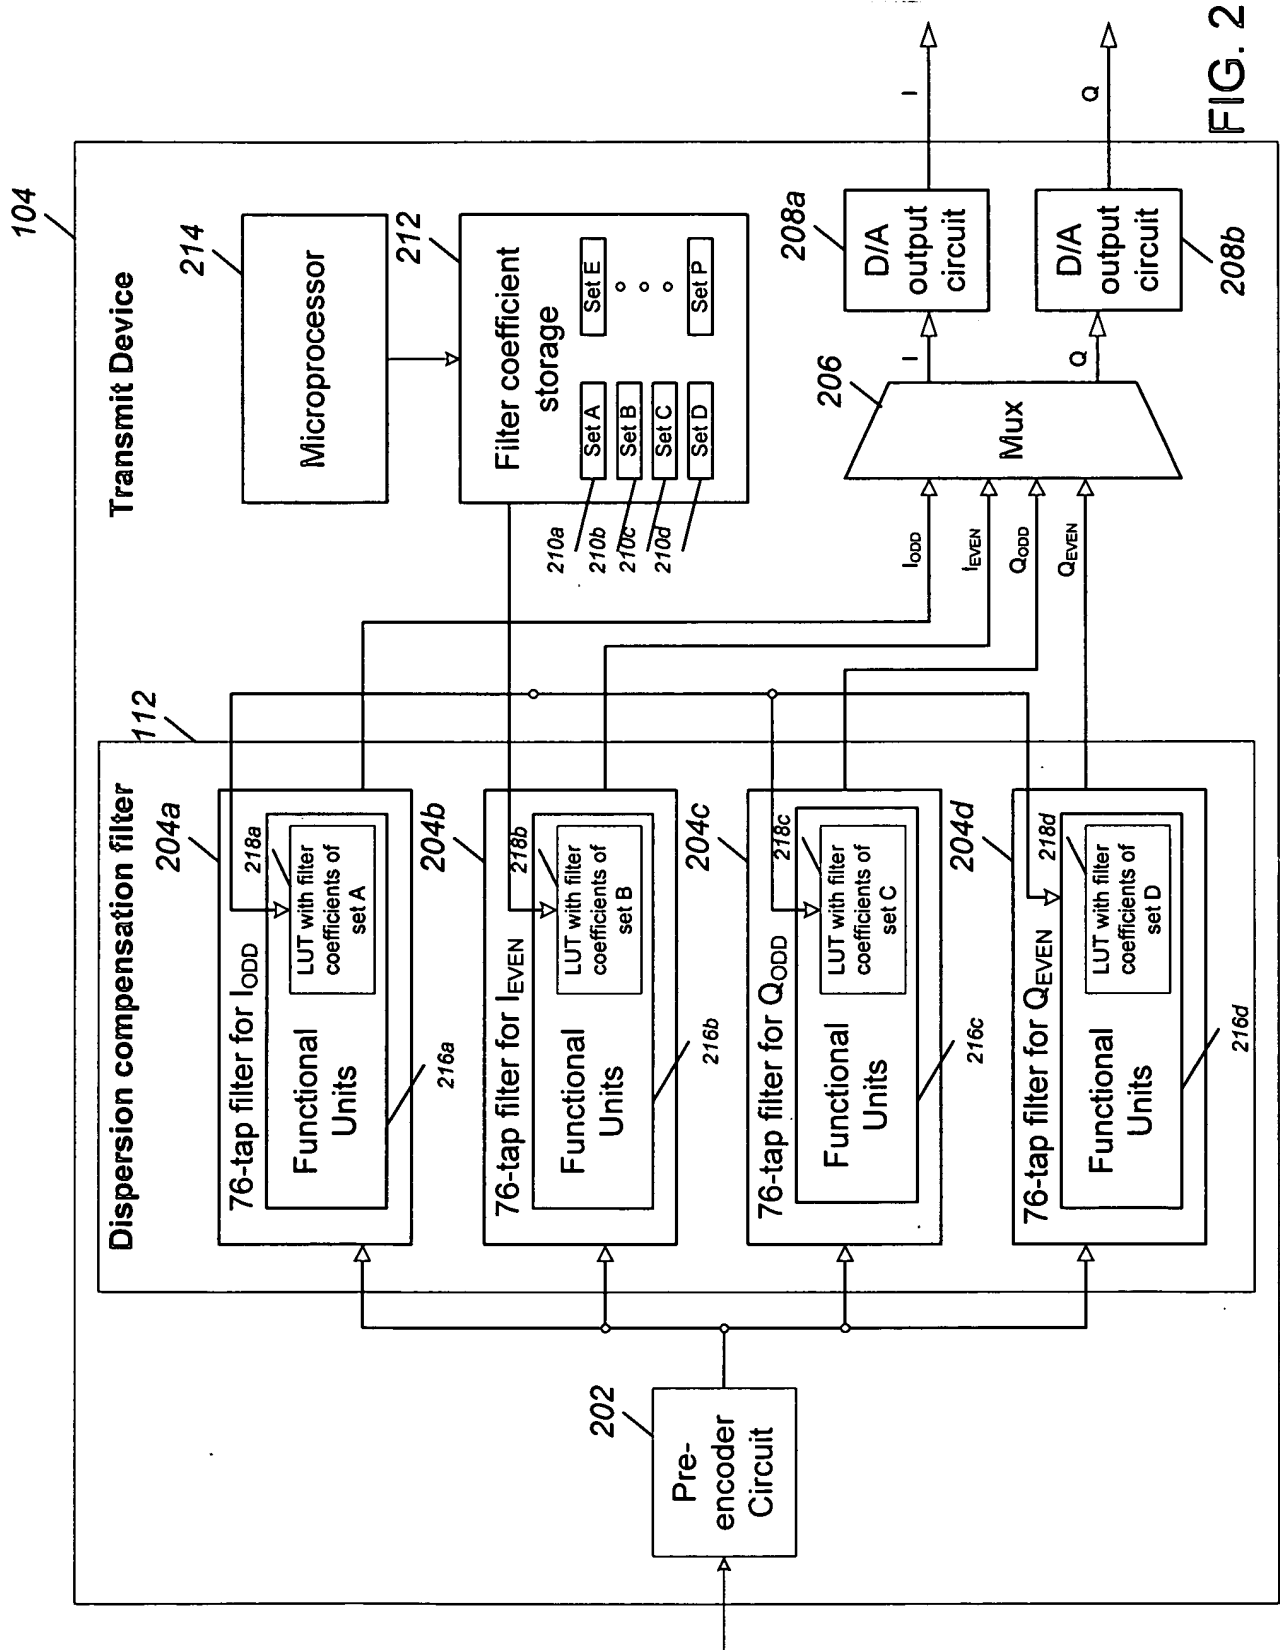 104
Transmit Device
Dispersion compensation filter
112
204a
76-tap filter for IODD
218a
LUT with filter
coefficients of
set A
Functional
Units
216a
204b
76-tap filter for IEVEN
218b
LUT with filter
coefficients of
set B
Functional
Units
216b
204c
76-tap filter for QODD
218c
LUT with filter
coefficients of
set C
Functional
Units
216c
204d
76-tap filter for QEVEN
218d
LUT with filter
coefficients of
set D
Functional
Units
216d
202
Pre-
encoder
Circuit
214
Microprocessor
212
Filter coefficient
storage
Set A
Set B
Set C
Set D
Set E
Set P
210a
210b
210c
210d
IODD
IEVEN
QODD
QEVEN
206
Mux
I
Q
208a
D/A
output
circuit
D/A
output
circuit
208b
I
Q
FIG. 2